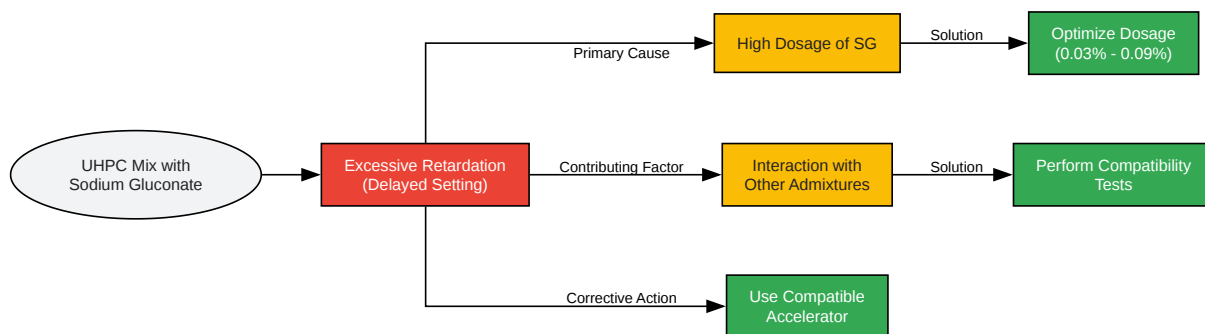 High Dosage of SG
Solution
Optimize Dosage
(0.03% - 0.09%)
Primary Cause
UHPC Mix with
Sodium Gluconate
Excessive Retardation
(Delayed Setting)
Contributing Factor
Interaction with
Other Admixtures
Solution
Perform Compatibility
Tests
Corrective Action
Use Compatible
Accelerator